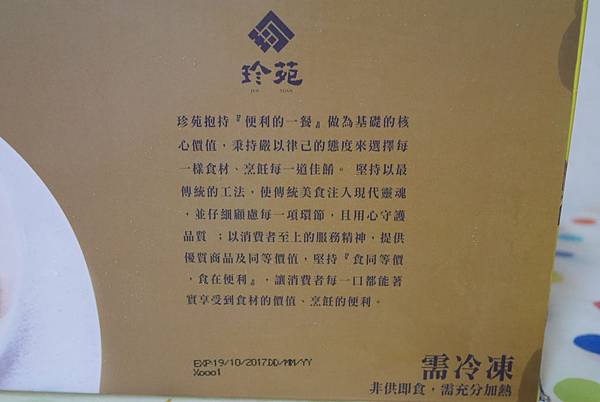 珍苑
JEN YUAN
珍苑抱持『便利的一餐』做為基礎的核
心價值，秉持嚴以律己的態度來選擇每
一樣食材、烹飪每一道佳餚。 堅持以最
傳統的工法，使傳統美食注入現代靈魂
，並仔細顧慮每一項環節，且用心守護
品質 ；以消費者至上的服務精神，提供
優質商品及同等價值，堅持『食同等價
，食在便利』，讓消費者每一口都能著
實享受到食材的價值、烹飪的便利。
EXP:19/10/2017.DD/MM/YY
需冷凍
非供即食，需充分加熱